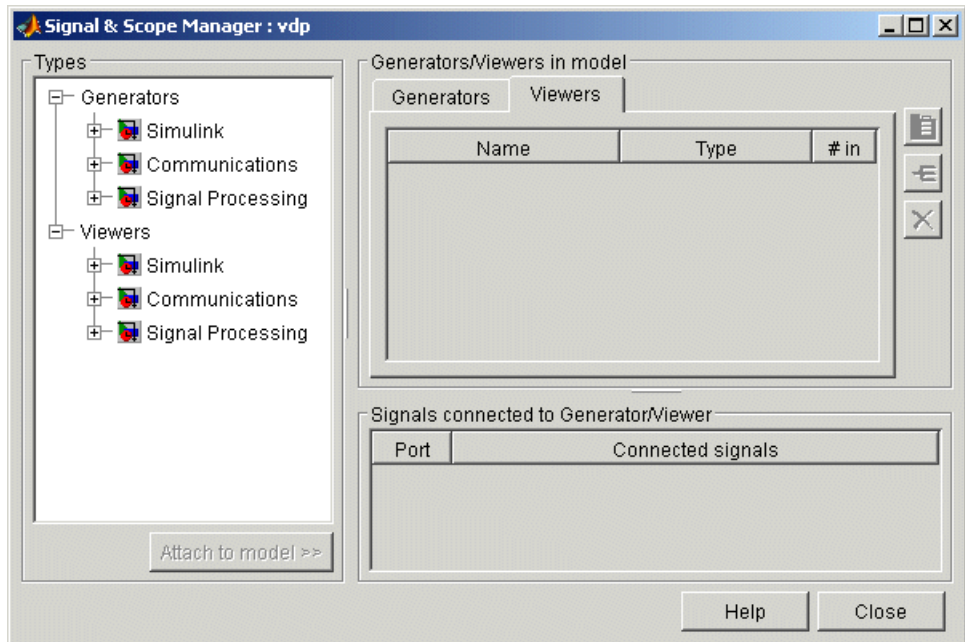 Signal & Scope Manager : vdp
Types
Generators
Simulink
Communications
Signal Processing
Viewers
Simulink
Communications
Signal Processing
Attach to model >>
Generators/Viewers in model
Generators Viewers
Name Type # in
Signals connected to Generator/Viewer
Port Connected signals
Help Close